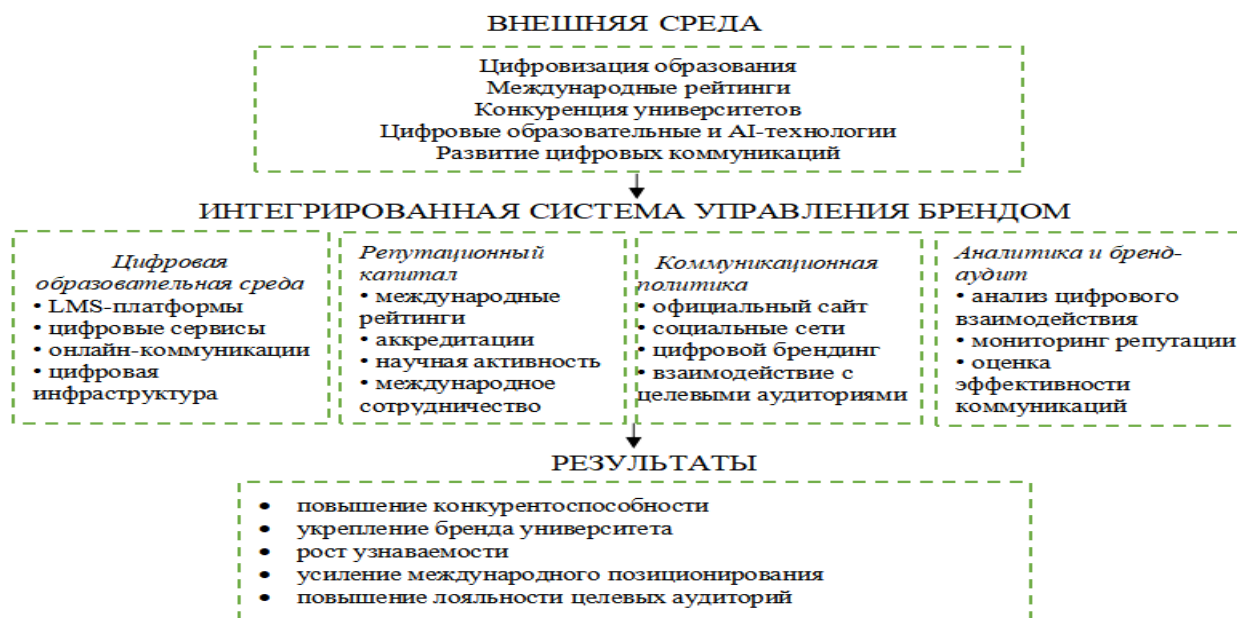 ВНЕШНЯЯ СРЕДА
Цифровизация образования
Международные рейтинги
Конкуренция университетов
Цифровые образовательные и AI-технологии
Развитие цифровых коммуникаций
ИНТЕГРИРОВАННАЯ СИСТЕМА УПРАВЛЕНИЯ БРЕНДОМ
Цифровая
образовательная среда
• LMS-платформы
• цифровые сервисы
• онлайн-коммуникации
• цифровая
инфраструктура
Репутационный
капитал
• международные
рейтинги
• аккредитации
• научная активность
• международное
сотрудничество
Коммуникационная
политика
• официальный сайт
• социальные сети
• цифровой брендинг
• взаимодействие с
целевыми аудиториями
Аналитика и бренд-
аудит
• анализ цифрового
взаимодействия
• мониторинг репутации
• оценка
эффективности
коммуникаций
РЕЗУЛЬТАТЫ
• повышение конкурентоспособности
• укрепление бренда университета
• рост узнаваемости
• усиление международного позиционирования
• повышение лояльности целевых аудиторий